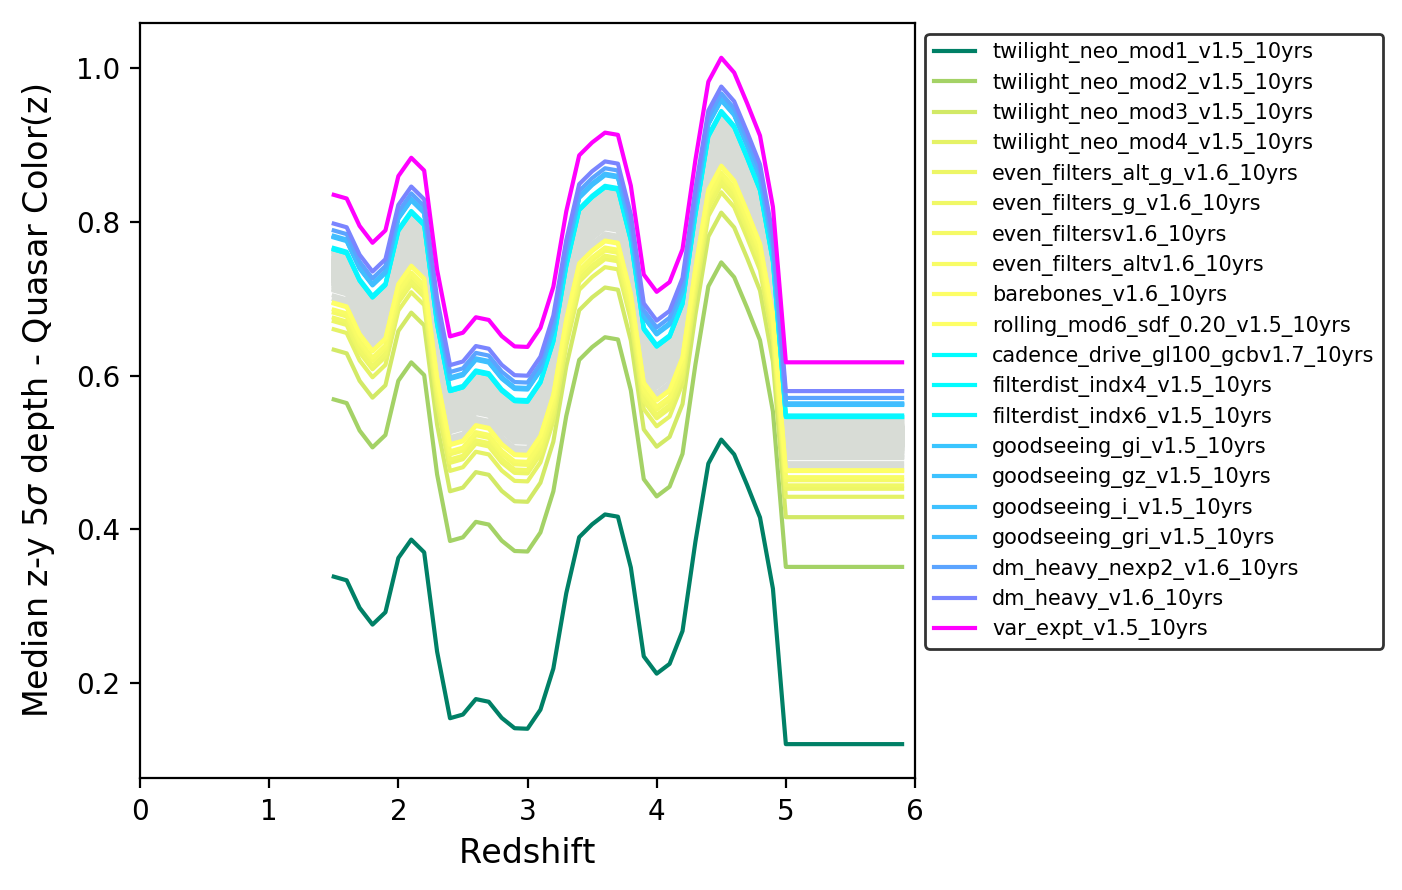 Median z-y 5σ depth - Quasar Color(z)
1.0
0.8
0.6
0.4
0.2
0 1 2 3 4 5 6
Redshift
twilight_neo_mod1_v1.5_10yrs
twilight_neo_mod2_v1.5_10yrs
twilight_neo_mod3_v1.5_10yrs
twilight_neo_mod4_v1.5_10yrs
even_filters_alt_g_v1.6_10yrs
even_filters_g_v1.6_10yrs
even_filtersv1.6_10yrs
even_filters_altv1.6_10yrs
barebones_v1.6_10yrs
rolling_mod6_sdf_0.20_v1.5_10yrs
cadence_drive_gl100_gcbv1.7_10yrs
filterdist_indx4_v1.5_10yrs
filterdist_indx6_v1.5_10yrs
goodseeing_gi_v1.5_10yrs
goodseeing_gz_v1.5_10yrs
goodseeing_i_v1.5_10yrs
goodseeing_gri_v1.5_10yrs
dm_heavy_nexp2_v1.6_10yrs
dm_heavy_v1.6_10yrs
var_expt_v1.5_10yrs